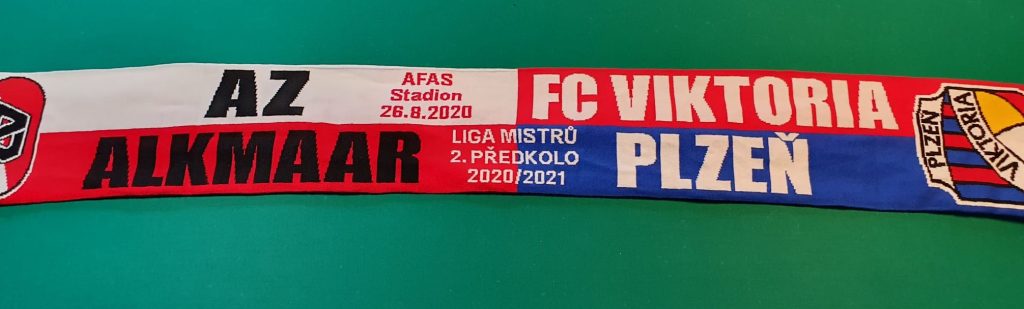 AZ
ALKMAAR
AFAS
Stadion
26.8.2020
LIGA MISTRŮ
2. PŘEDKOLO
2020/2021
FC VIKTORIA
PLZEŇ
PLZEŇ
VIKTORIA